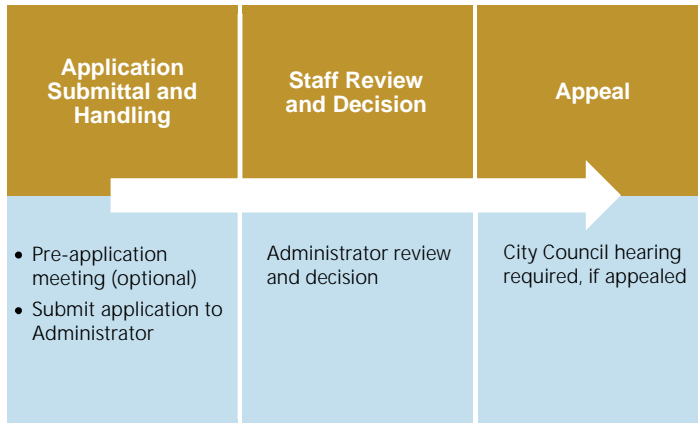 Application
Submittal and
Handling
Staff Review
and Decision
Appeal
• Pre-application
meeting (optional)
• Submit application to
Administrator
Administrator review
and decision
City Council hearing
required, if appealed